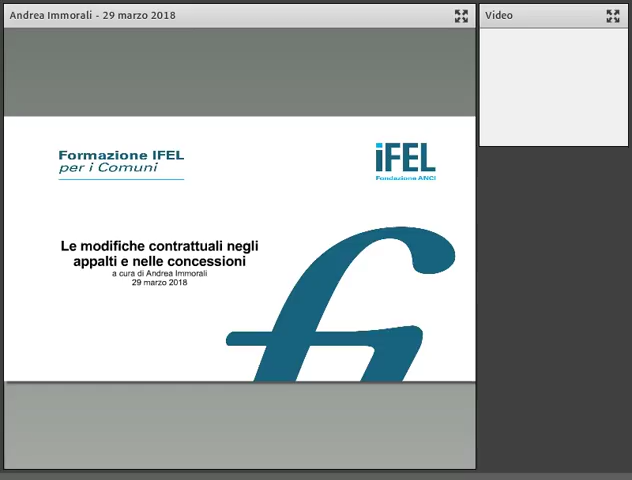 Andrea Immorali - 29 marzo 2018
Video
Formazione IFEL
per i Comuni
iFEL
Fondazione ANCI
Le modifiche contrattuali negli
appalti e nelle concessioni
a cura di Andrea Immorali
29 marzo 2018